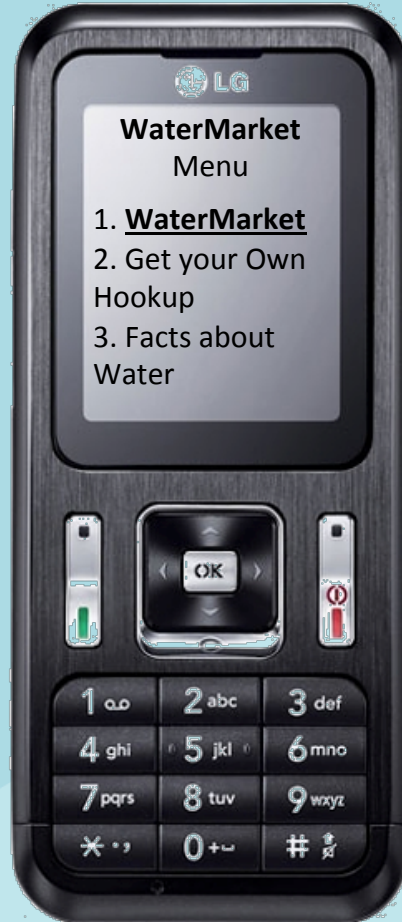 LG
WaterMarket
Menu
1. WaterMarket
2. Get your Own
Hookup
3. Facts about
Water
OK
1 2 abc 3 def
4 ghi 5 jkl 6 mno
7 pqrs 8 tuv 9 wxyz
* 0 + #